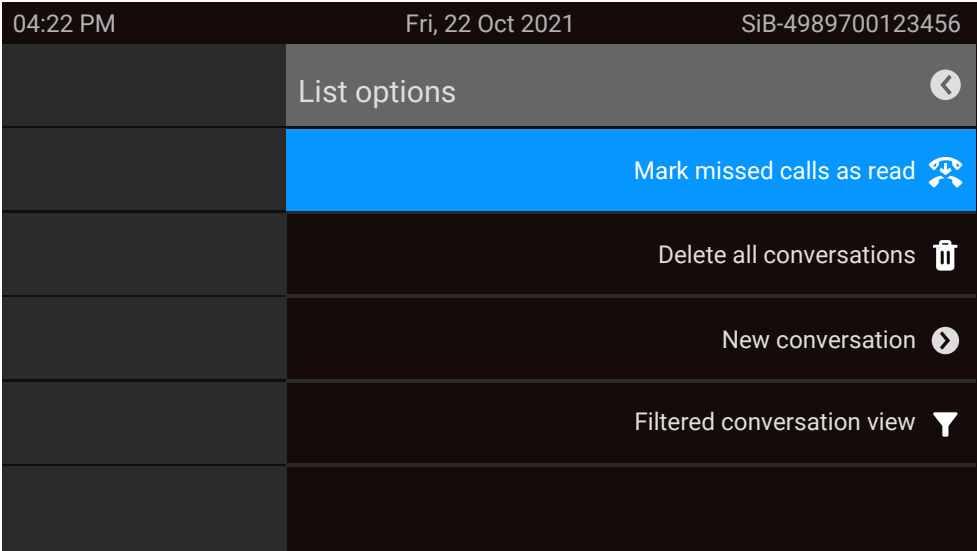 04:22 PM Fri, 22 Oct 2021 SiB-4989700123456
List options
Mark missed calls as read
Delete all conversations
New conversation
Filtered conversation view